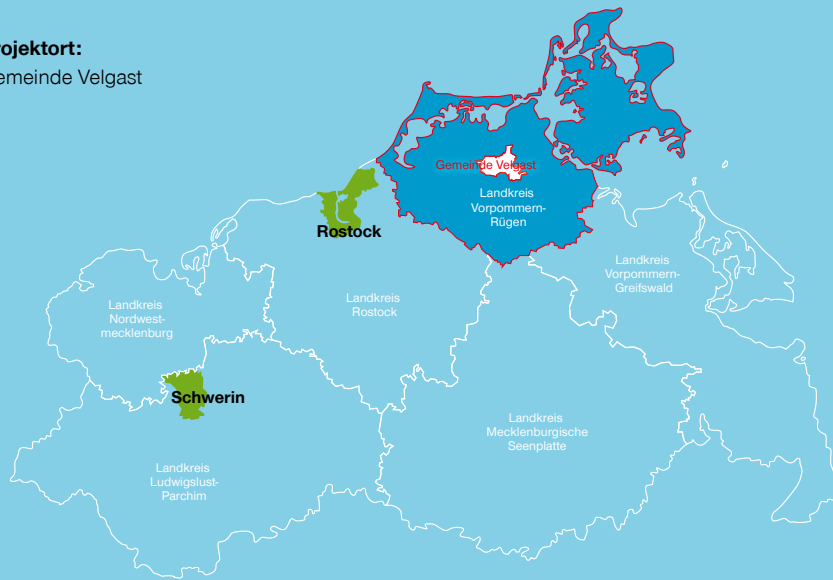 rojektort:
emeinde Velgast
Gemeinde Velgast
Landkreis
Vorpommern-
Rügen
Rostock
Landkreis
Vorpommern-
Greifswald
Landkreis
Nordwest-
mecklenburg
Landkreis
Rostock
Schwerin
Landkreis
Mecklenburgische
Seenplatte
Landkreis
Ludwigslust-
Parchim